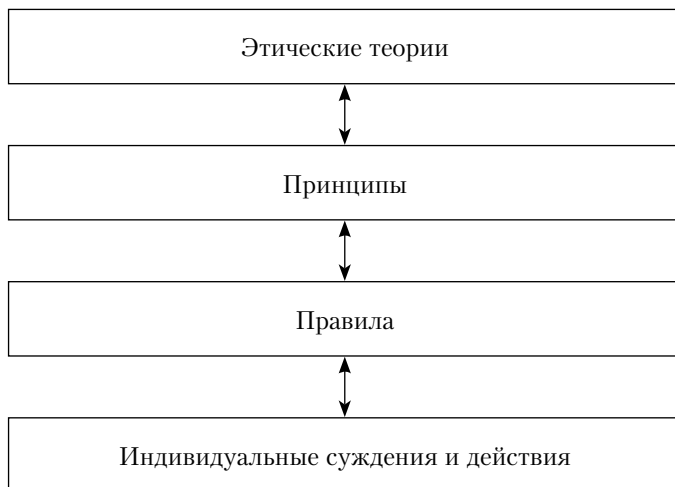 Этические теории
Принципы
Правила
Индивидуальные суждения и действия